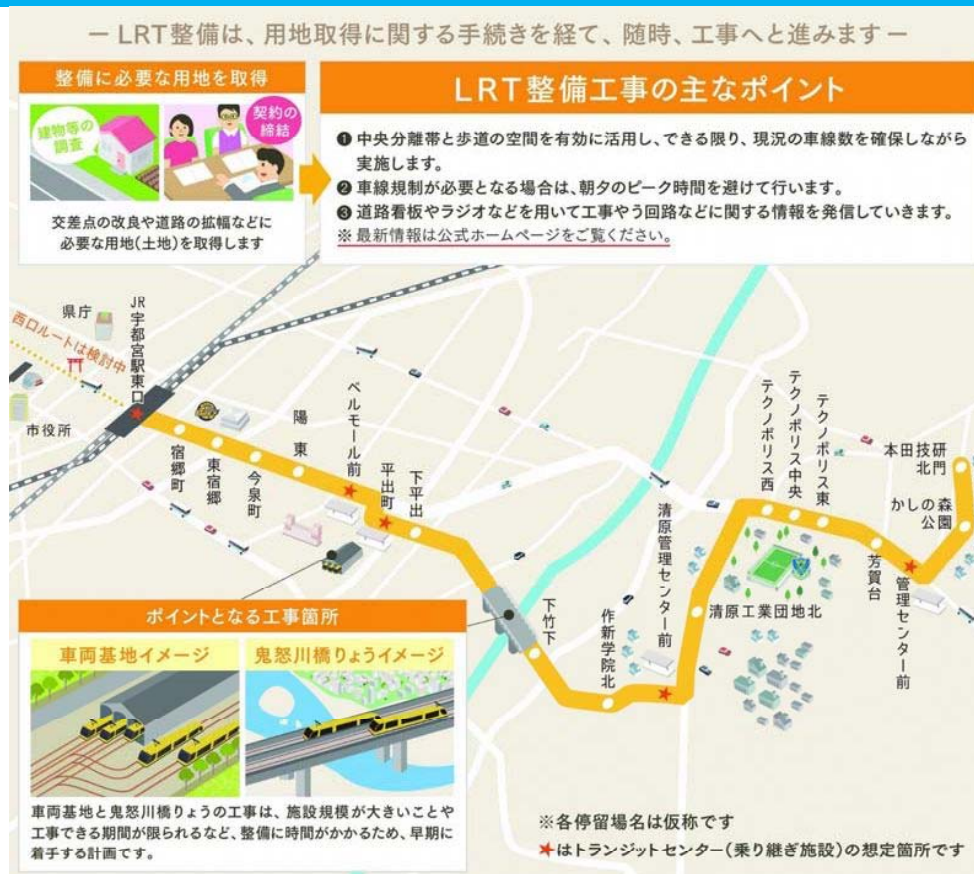 ― LRT整備は、用地取得に関する手続きを経て、随時、工事へと進みます ―
整備に必要な用地を取得
建物等の
調査
契約の
締結
交差点の改良や道路の拡幅などに
必要な用地(土地)を取得します
LRT整備工事の主なポイント
❶ 中央分離帯と歩道の空間を有効に活用し、できる限り、現況の車線数を確保しながら
実施します。
❷ 車線規制が必要となる場合は、朝夕のピーク時間を避けて行います。
❸ 道路看板やラジオなどを用いて工事やう回路などに関する情報を発信していきます。
※ 最新情報は公式ホームページをご覧ください。
県庁
西口ルートは検討中
市役所
JR宇都宮駅東口
宿郷町
東宿郷
今泉町
陽東
ベルモール前
平出町
下平出
下竹下
作新学院北
清原管理センター前
清原工業団地北
テクノポリス西
テクノポリス中央
テクノポリス東
芳賀台
管理センター前
かしの森
公園
本田技研
北門
ポイントとなる工事箇所
車両基地イメージ
鬼怒川橋りょうイメージ
車両基地と鬼怒川橋りょうの工事は、施設規模が大きいことや
工事できる期間が限られるなど、整備に時間がかかるため、早期に
着手する計画です。
※各停留場名は仮称です
★はトランジットセンター(乗り継ぎ施設)の想定箇所です